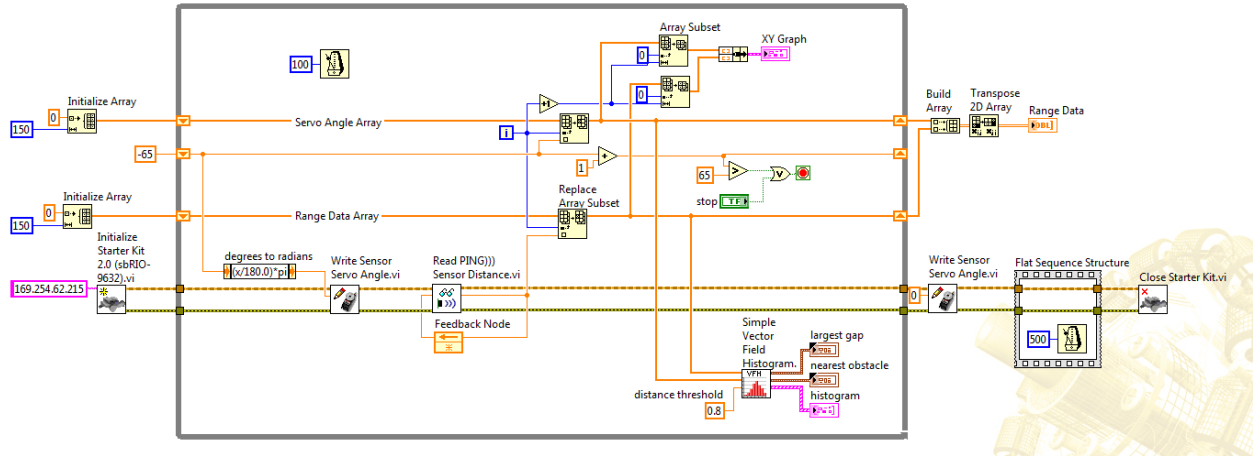 Array Subset
XY Graph
0
100
0
Initialize Array
0
150
+1
Servo Angle Array
i
Build
Array
Transpose
2D Array
Range Data
DBL
-65
+
1
>
65
V
stop
TF
Initialize Array
0
150
Replace
Array Subset
Range Data Array
Initialize
Starter Kit
2.0 (sbRIO-
9632).vi
degrees to radians
(x/180.0)*pi
Write Sensor
Servo Angle.vi
Read PING)))
Sensor Distance.vi
Write Sensor
Servo Angle.vi
Flat Sequence Structure
Close Starter Kit.vi
169.254.62.215
0
Feedback Node
500
Simple
Vector
Field
Histogram.
VFH
largest gap
nearest obstacle
histogram
distance threshold
0.8